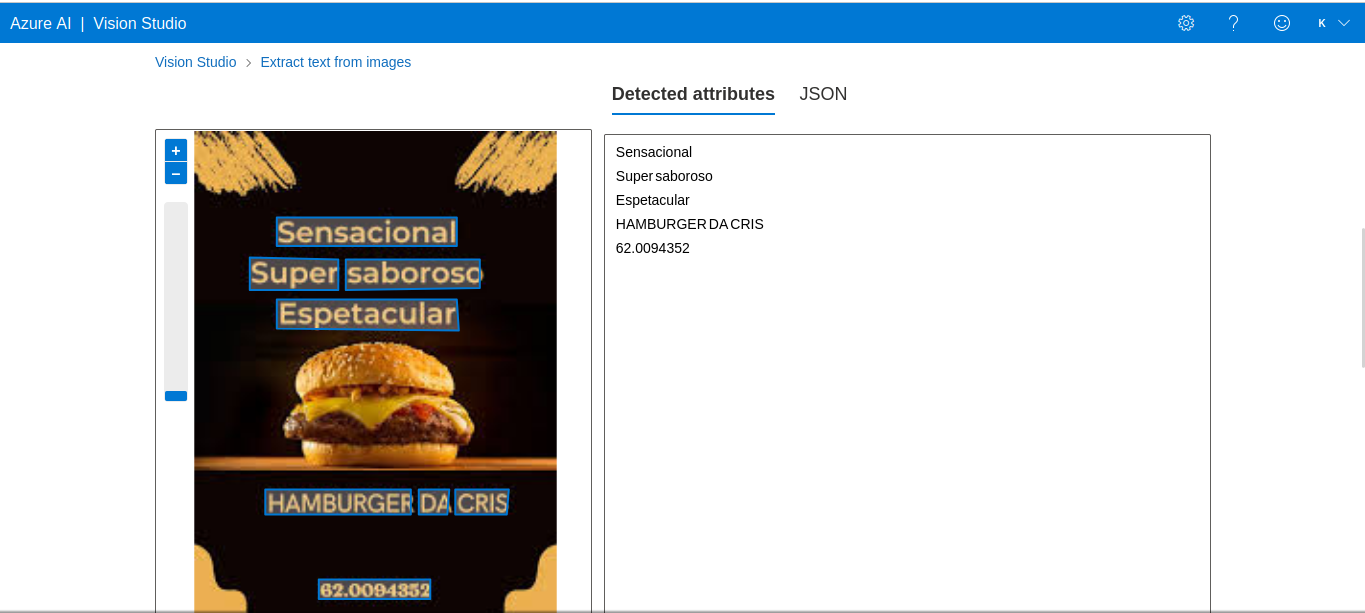 Azure AI | Vision Studio
K
Vision Studio > Extract text from images
Detected attributes JSON
+
−
Sensacional
Super saboroso
Espetacular
HAMBURGER DA CRIS
62.0094352
Sensacional
Super saboroso
Espetacular
HAMBURGER DA CRIS
62.0094352